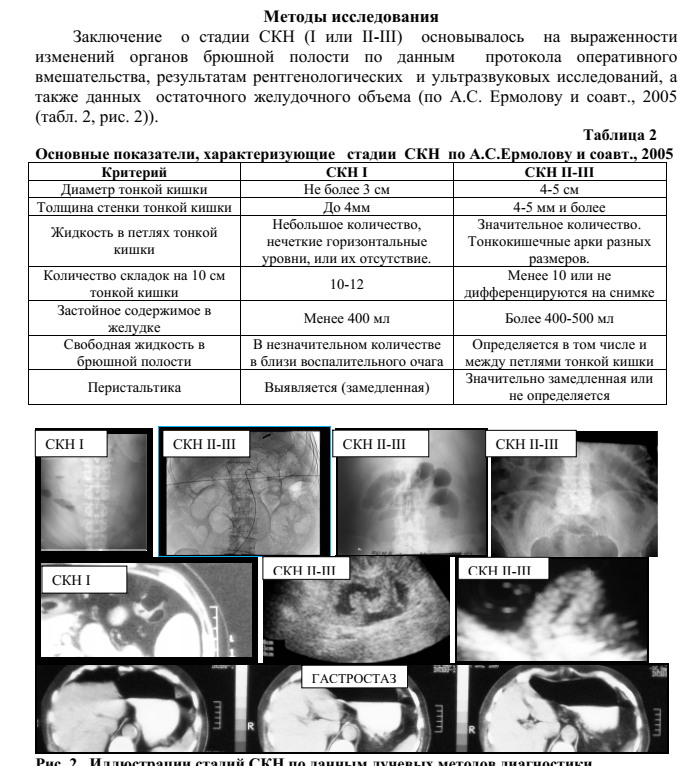 Методы исследования
Заключение о стадии СКН (I или II-III) основывалось на выраженности
изменений органов брюшной полости по данным протокола оперативного
вмешательства, результатам рентгенологических и ультразвуковых исследований, а
также данных остаточного желудочного объема (по А.С. Ермолову и соавт., 2005
(табл. 2, рис. 2)).
Таблица 2
Основные показатели, характеризующие стадии СКН по А.С.Ермолову и соавт., 2005
Критерий СКН I СКН II-III
Диаметр тонкой кишки Не более 3 см 4-5 см
Толщина стенки тонкой кишки До 4мм 4-5 мм и более
Жидкость в петлях тонкой
кишки
Небольшое количество,
нечеткие горизонтальные
уровни, или их отсутствие.
Значительное количество.
Тонкокишечные арки разных
размеров.
Количество складок на 10 см
тонкой кишки
10-12
Менее 10 или не
дифференцируются на снимке
Застойное содержимое в
желудке
Менее 400 мл
Более 400-500 мл
Свободная жидкость в
брюшной полости
В незначительном количестве
в близи воспалительного очага
Определяется в том числе и
между петлями тонкой кишки
Перистальтика
Выявляется (замедленная)
Значительно замедленная или
не определяется
СКН I
СКН II-III
СКН II-III
СКН II-III
СКН I
СКН II-III
СКН II-III
ГАСТРОСТАЗ
R
R
Рис. 2. Иллюстрации стадий СКН по данным лучевых методов диагностики